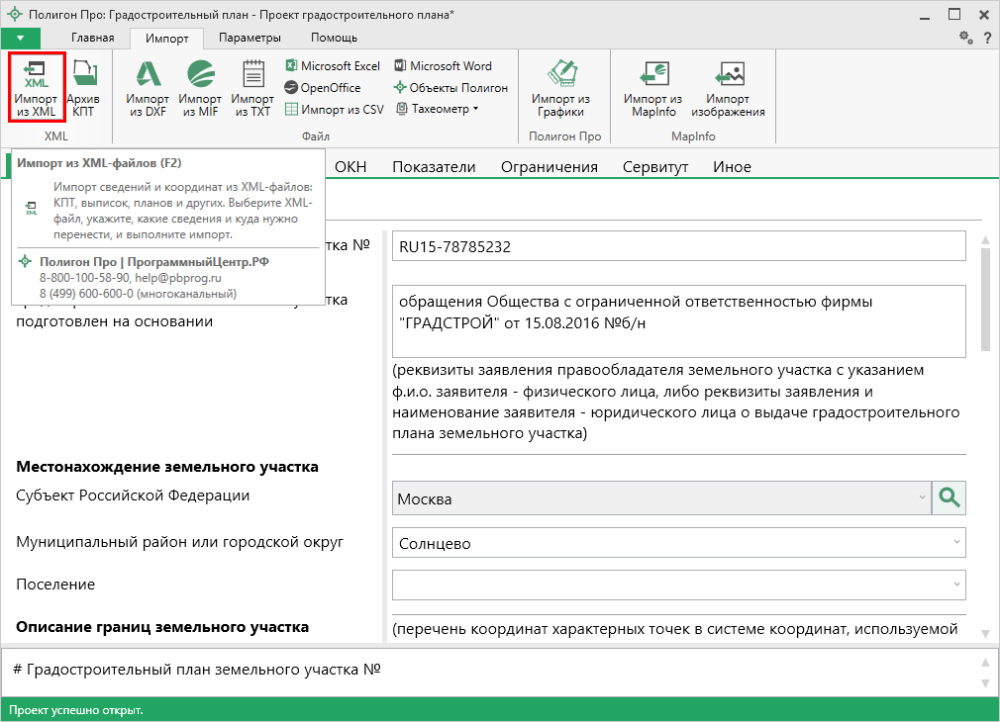 Полигон Про: Градостроительный план - Проект градостроительного плана*
Главная Импорт Параметры Помощь
?
XML
Импорт из XML
Архив КПТ
XML
Импорт из DXF
Импорт из MIF
Импорт из TXT
Microsoft Excel
OpenOffice
Импорт из CSV
Microsoft Word
Объекты Полигон
Тахеометр
Файл
Импорт из Графики
Полигон Про
Импорт из MapInfo
Импорт изображения
MapInfo
Импорт из XML-файлов (F2)
XML
Импорт сведений и координат из XML-файлов:
КПТ, выписок, планов и других. Выберите XML-
файл, укажите, какие сведения и куда нужно
перенести, и выполните импорт.
Полигон Про | ПрограммныйЦентр.РФ
8-800-100-58-90, help@pbprog.ru
8 (499) 600-600-0 (многоканальный)
ОКН Показатели Ограничения Сервитут Иное
тка №
RU15-78785232
тка
подготовлен на основании
обращения Общества с ограниченной ответственностью фирмы
"ГРАДСТРОЙ" от 15.08.2016 №б/н
(реквизиты заявления правообладателя земельного участка с указанием
ф.и.о. заявителя - физического лица, либо реквизиты заявления и
наименование заявителя - юридического лица о выдаче градостроительного
плана земельного участка)
Местонахождение земельного участка
Субъект Российской Федерации
Москва
Муниципальный район или городской округ
Солнцево
Поселение
Описание границ земельного участка
(перечень координат характерных точек в системе координат, используемой
# Градостроительный план земельного участка №
Проект успешно открыт.